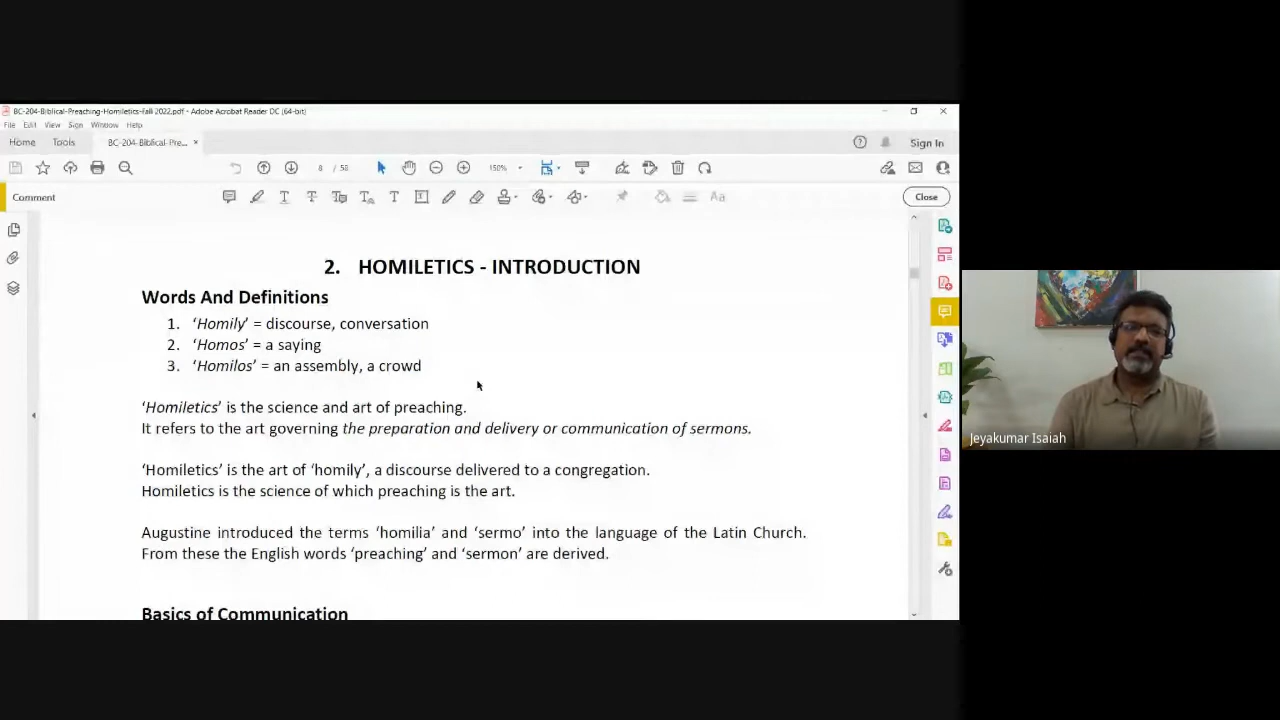 BC-204-Biblical-Preaching-Homiletics-Fall 2022.pdf - Adobe Acrobat Reader DC (64-bit)
File Edit View Sign Window Help
Home Tools BC-204-Biblical-Pre... × Sign In
8 / 50 150%
Comment Close
2. HOMILETICS - INTRODUCTION
Words And Definitions
1. ‘Homily’ = discourse, conversation
2. ‘Homos’ = a saying
3. ‘Homilos’ = an assembly, a crowd
‘Homiletics’ is the science and art of preaching.
It refers to the art governing the preparation and delivery or communication of sermons.
‘Homiletics’ is the art of ‘homily’, a discourse delivered to a congregation.
Homiletics is the science of which preaching is the art.
Augustine introduced the terms ‘homilia’ and ‘sermo’ into the language of the Latin Church.
From these the English words ‘preaching’ and ‘sermon’ are derived.
Basics of Communication
Jeyakumar Isaiah